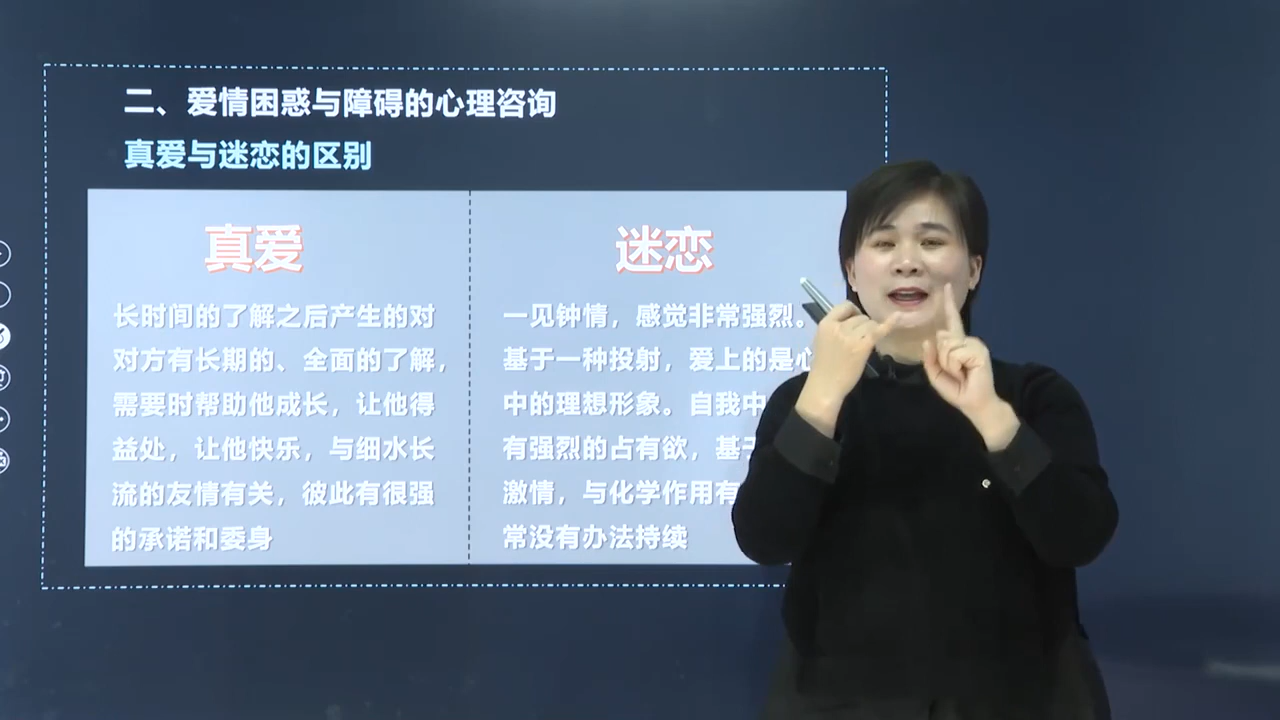 二、爱情困惑与障碍的心理咨询
真爱与迷恋的区别
真爱
长时间的了解之后产生的对
对方有长期的、全面的了解，
需要时帮助他成长，让他得
益处，让他快乐，与细水长
流的友情有关，彼此有很强
的承诺和委身
迷恋
一见钟情，感觉非常强烈。
基于一种投射，爱上的是心
中的理想形象。自我中
有强烈的占有欲，基于
激情，与化学作用有
常没有办法持续